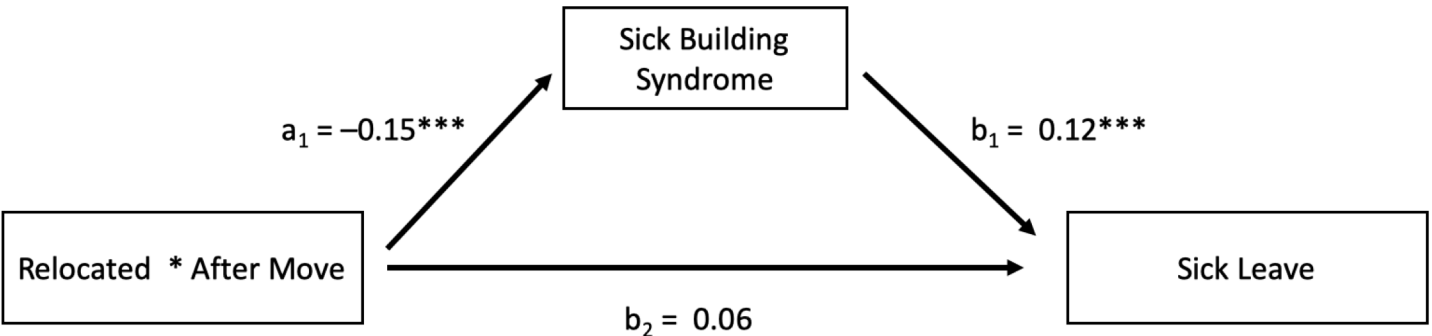 Sick Building
Syndrome
a₁ = –0.15***
b₁ = 0.12***
Relocated * After Move
Sick Leave
b₂ = 0.06